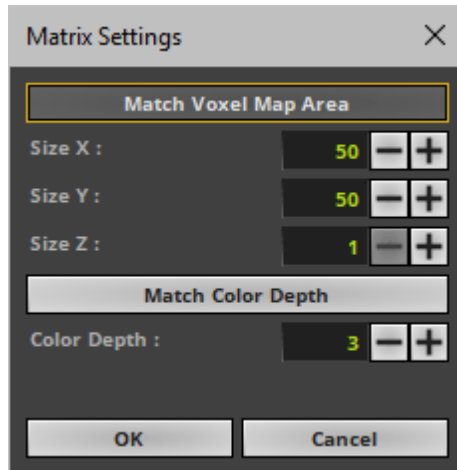 Matrix Settings
Match Voxel Map Area
Size X : 50
Size Y : 50
Size Z : 1
Match Color Depth
Color Depth : 3
OK Cancel